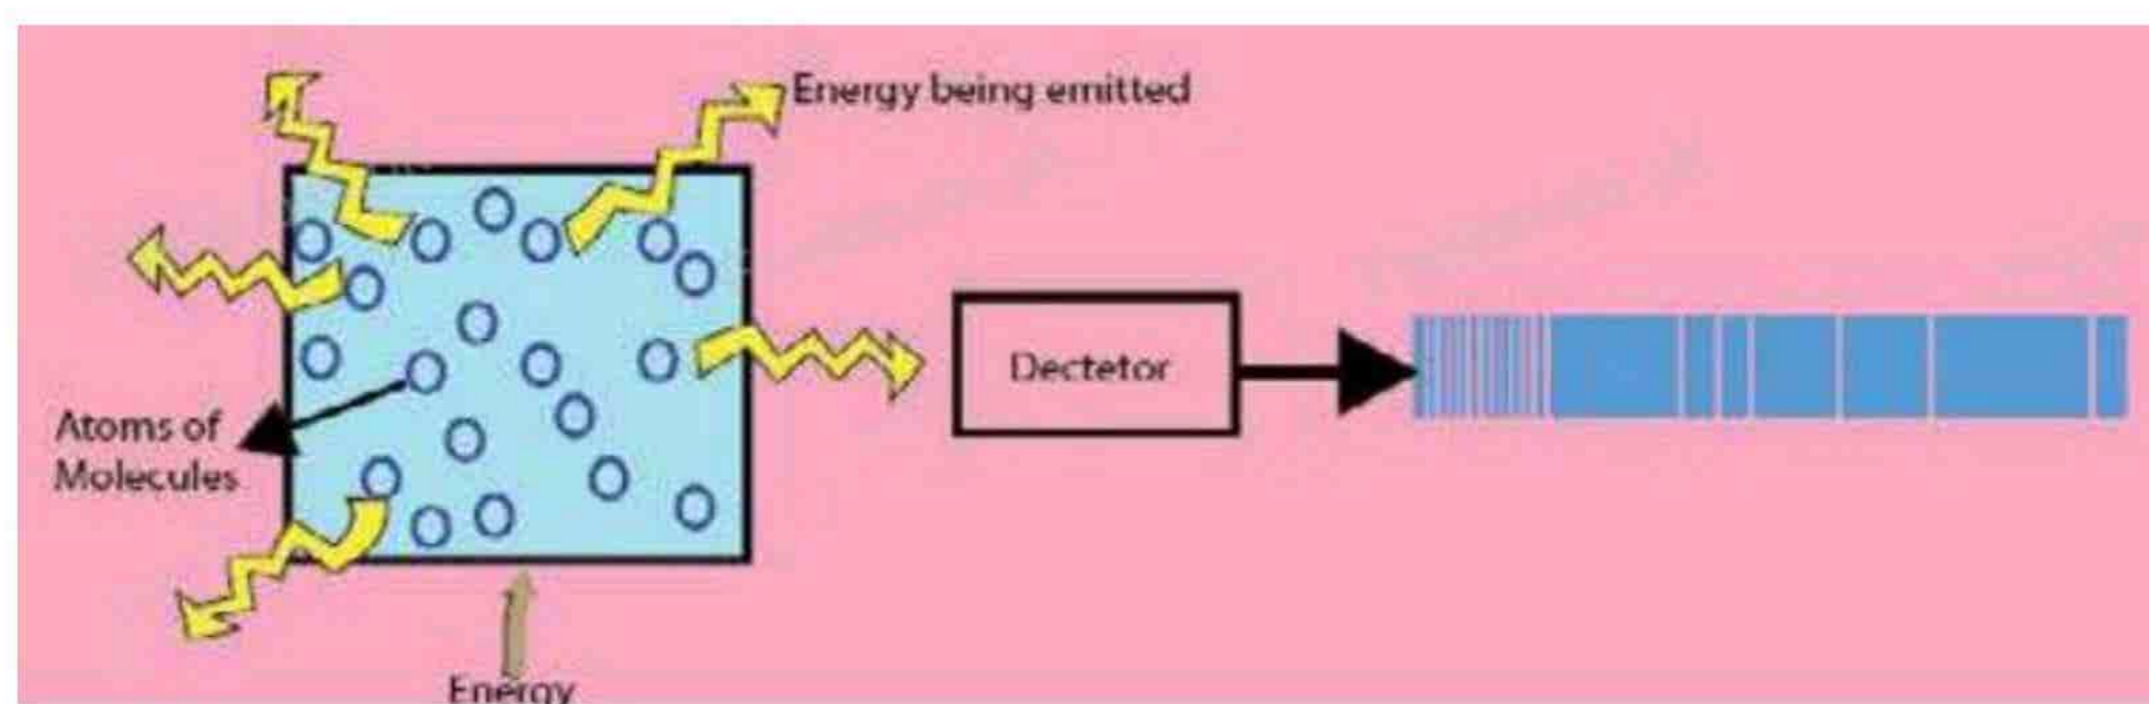 Energy being emitted
Dectetor
Atoms of
Molecules
Energy